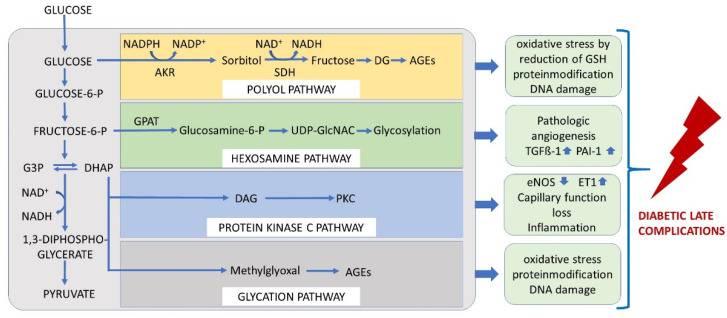 GLUCOSE
GLUCOSE
GLUCOSE-6-P
FRUCTOSE-6-P
G3P DHAP
NAD⁺
NADH
1,3-DIPHOSPHO-
GLYCERATE
PYRUVATE
NADPH NADP⁺ NAD⁺ NADH
Sorbitol Fructose DG AGEs
AKR SDH
POLYOL PATHWAY
GPAT
Glucosamine-6-P UDP-GlcNAC Glycosylation
HEXOSAMINE PATHWAY
DAG PKC
PROTEIN KINASE C PATHWAY
Methylglyoxal AGEs
GLYCATION PATHWAY
oxidative stress by
reduction of GSH
proteinmodification
DNA damage
Pathologic
angiogenesis
TGFß-1 PAI-1
eNOS ET1
Capillary function
loss
Inflammation
oxidative stress
proteinmodification
DNA damage
DIABETIC LATE
COMPLICATIONS